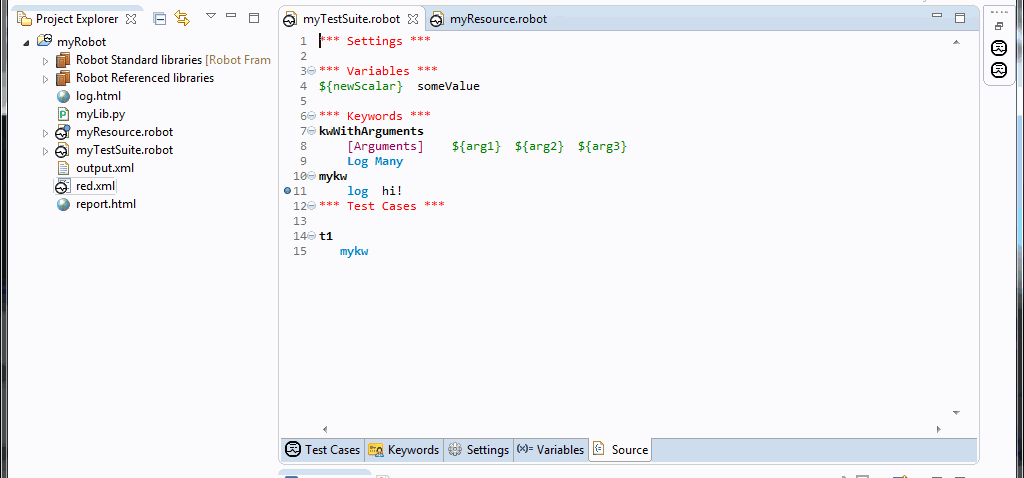 Project Explorer
myRobot
Robot Standard libraries [Robot Fram
Robot Referenced libraries
log.html
myLib.py
myResource.robot
myTestSuite.robot
output.xml
red.xml
report.html
myTestSuite.robot myResource.robot
1 *** Settings ***
2
3 *** Variables ***
4 ${newScalar}  someValue
5
6 *** Keywords ***
7 kwWithArguments
8     [Arguments]    ${arg1}  ${arg2}  ${arg3}
9     Log Many
10 mykw
11     log  hi!
12 *** Test Cases ***
13
14 t1
15    mykw
Test Cases Keywords Settings (x)= Variables Source